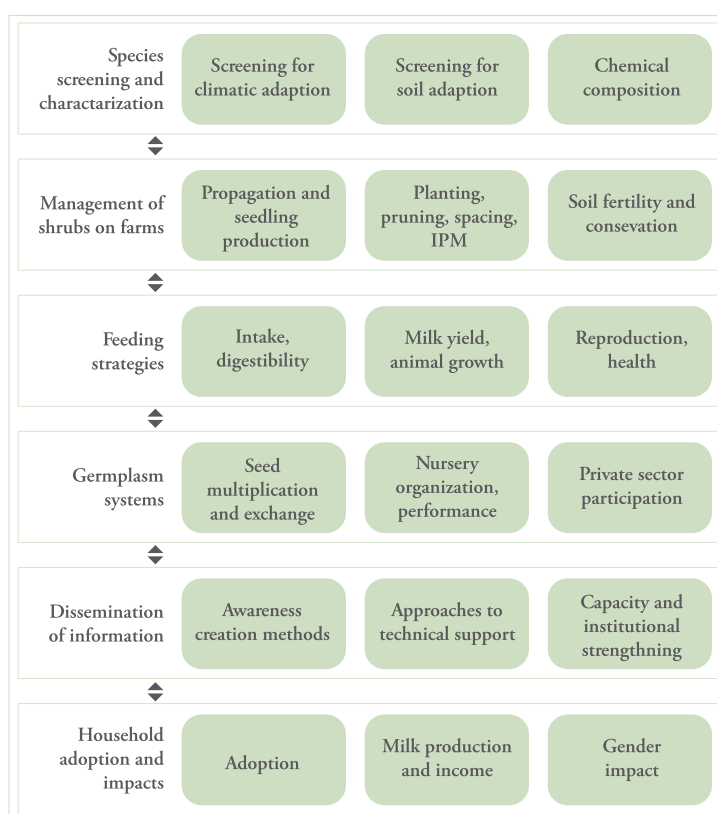 Species
screening and
charactarization
Screening for
climatic adaption
Screening for
soil adaption
Chemical
composition
Management of
shrubs on farms
Propagation and
seedling
production
Planting,
pruning, spacing,
IPM
Soil fertility and
consevation
Feeding
strategies
Intake,
digestibility
Milk yield,
animal growth
Reproduction,
health
Germplasm
systems
Seed
multiplication
and exchange
Nursery
organization,
performance
Private sector
participation
Dissemination
of information
Awareness
creation methods
Approaches to
technical support
Capacity and
institutional
strengthning
Household
adoption and
impacts
Adoption
Milk production
and income
Gender
impact